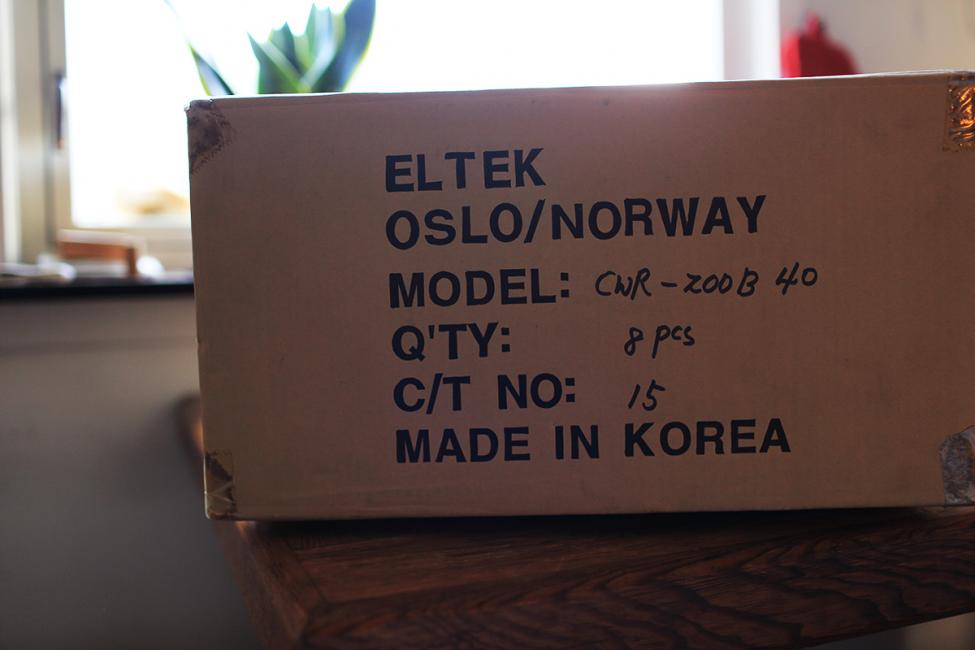 ELTEK
OSLO/NORWAY
MODEL: CWR-200B 40
Q'TY: 8 pcs
C/T NO: 15
MADE IN KOREA